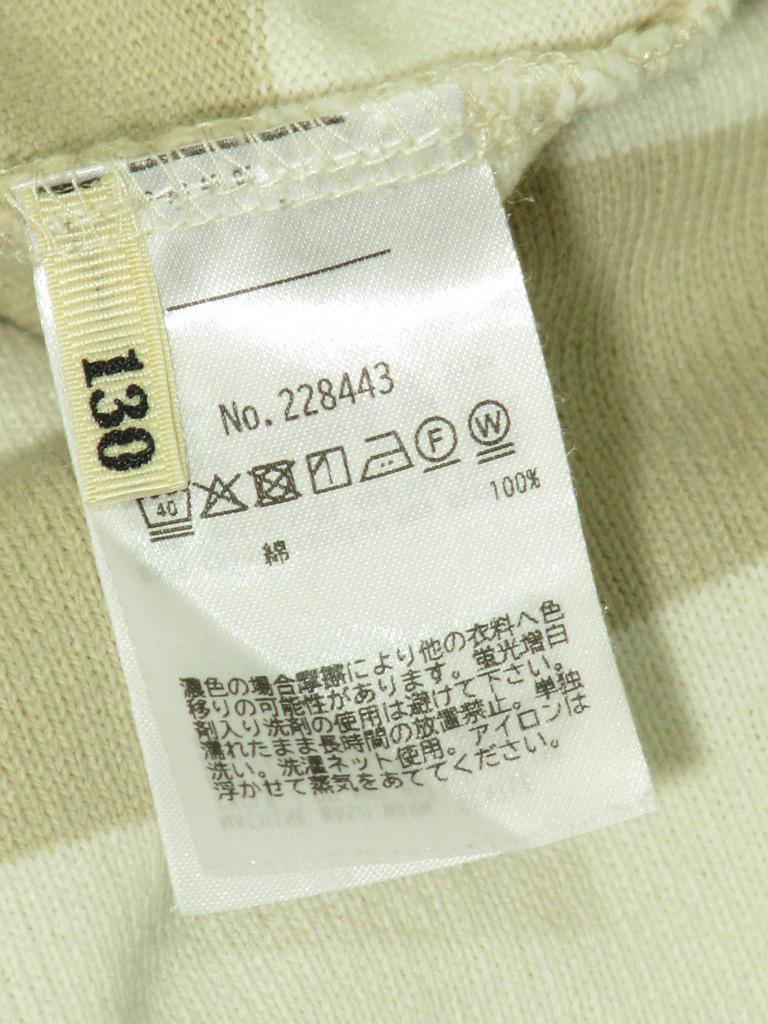 130
No.228443
40
F W
綿 100%
濃色の場合摩擦により他の衣料へ色
移りの可能性があります。蛍光増白
剤入り洗剤の使用は避けて下さい。
濡れたまま長時間の放置禁止。単独
洗い。洗濯ネット使用。アイロンは
浮かせて蒸気をあててください。